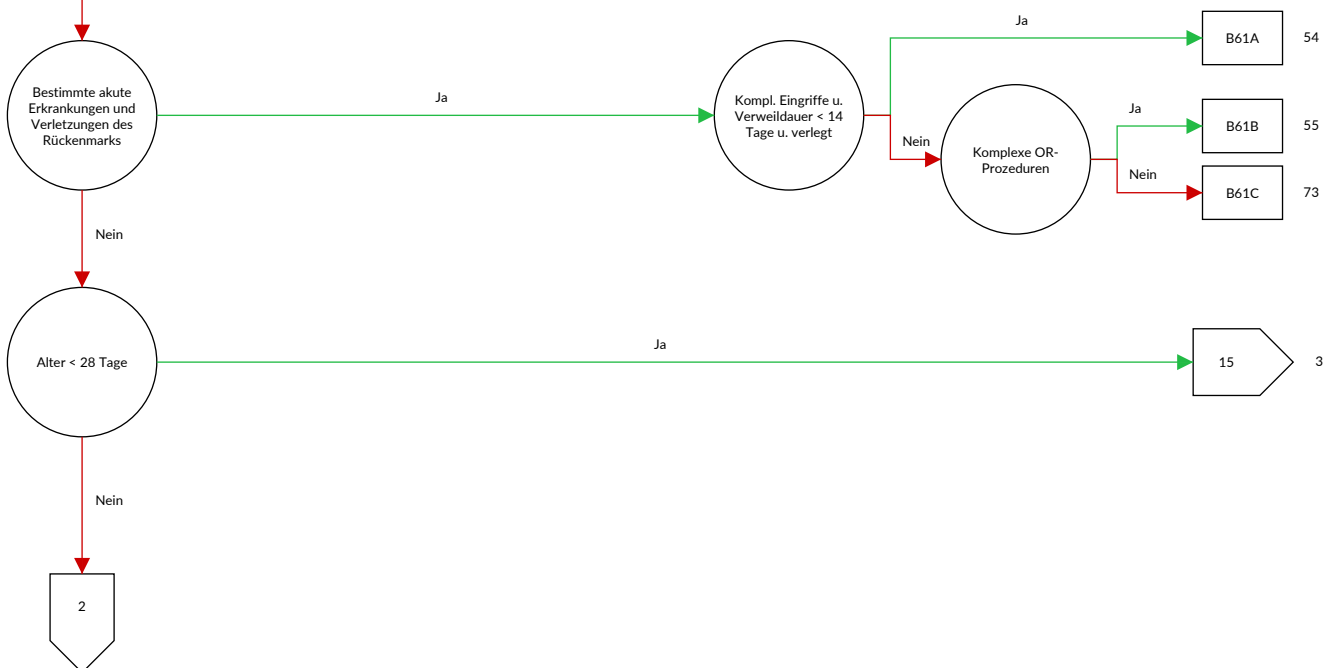 Ja
B61A
54
Bestimmte akute
Erkrankungen und
Verletzungen des
Rückenmarks
Ja
Kompl. Eingriffe u.
Verweildauer < 14
Tage u. verlegt
Nein
Komplexe OR-
Prozeduren
Ja
B61B
55
Nein
B61C
73
Nein
Alter < 28 Tage
Ja
15
3
Nein
2